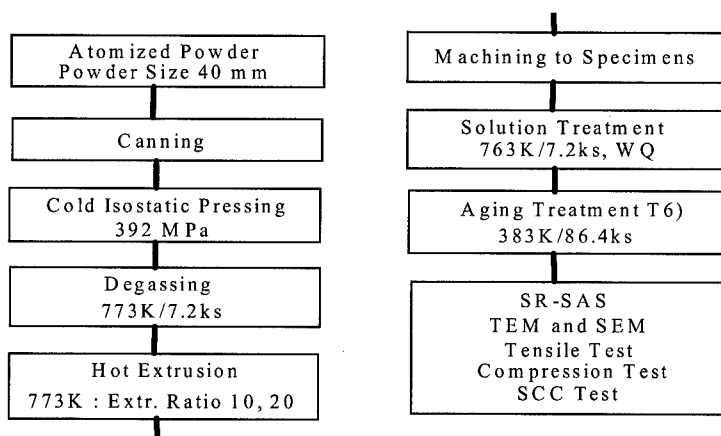 Atomized Powder
Powder Size 40 mm
Canning
Cold Isostatic Pressing
392 MPa
Degassing
773K/7.2ks
Hot Extrusion
773K : Extr. Ratio 10, 20
Machining to Specimens
Solution Treatment
763K/7.2ks, WQ
Aging Treatment T6)
383K/86.4ks
SR-SAS
TEM and SEM
Tensile Test
Compression Test
SCC Test